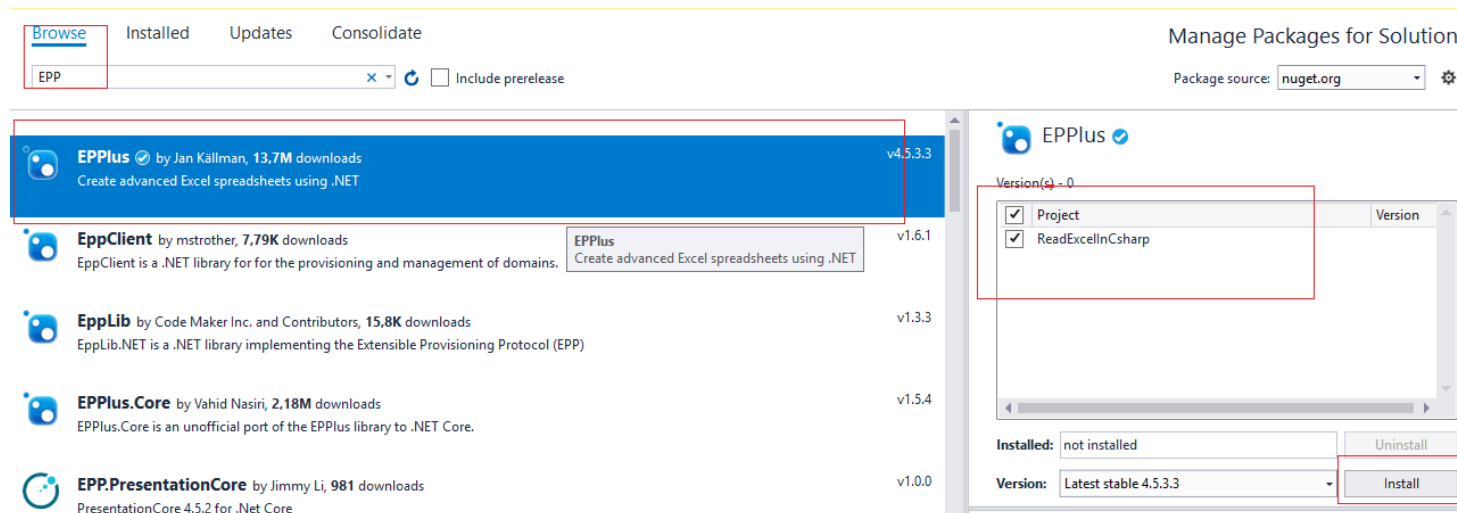 Browse Installed Updates Consolidate
Manage Packages for Solution
EPP
Include prerelease
Package source: nuget.org
EPPlus by Jan Källman, 13,7M downloads
v4.5.3.3
Create advanced Excel spreadsheets using .NET
EppClient by mstrother, 7,79K downloads
v1.6.1
EppClient is a .NET library for for the provisioning and management of domains.
EPPlus
Create advanced Excel spreadsheets using .NET
EppLib by Code Maker Inc. and Contributors, 15,8K downloads
v1.3.3
EppLib.NET is a .NET library implementing the Extensible Provisioning Protocol (EPP)
EPPlus.Core by Vahid Nasiri, 2,18M downloads
v1.5.4
EPPlus.Core is an unofficial port of the EPPlus library to .NET Core.
EPP.PresentationCore by Jimmy Li, 981 downloads
v1.0.0
PresentationCore 4.5.2 for .Net Core
EPPlus
Version(s) - 0
Project Version
ReadExcelInCsharp
Installed: not installed Uninstall
Version: Latest stable 4.5.3.3 Install